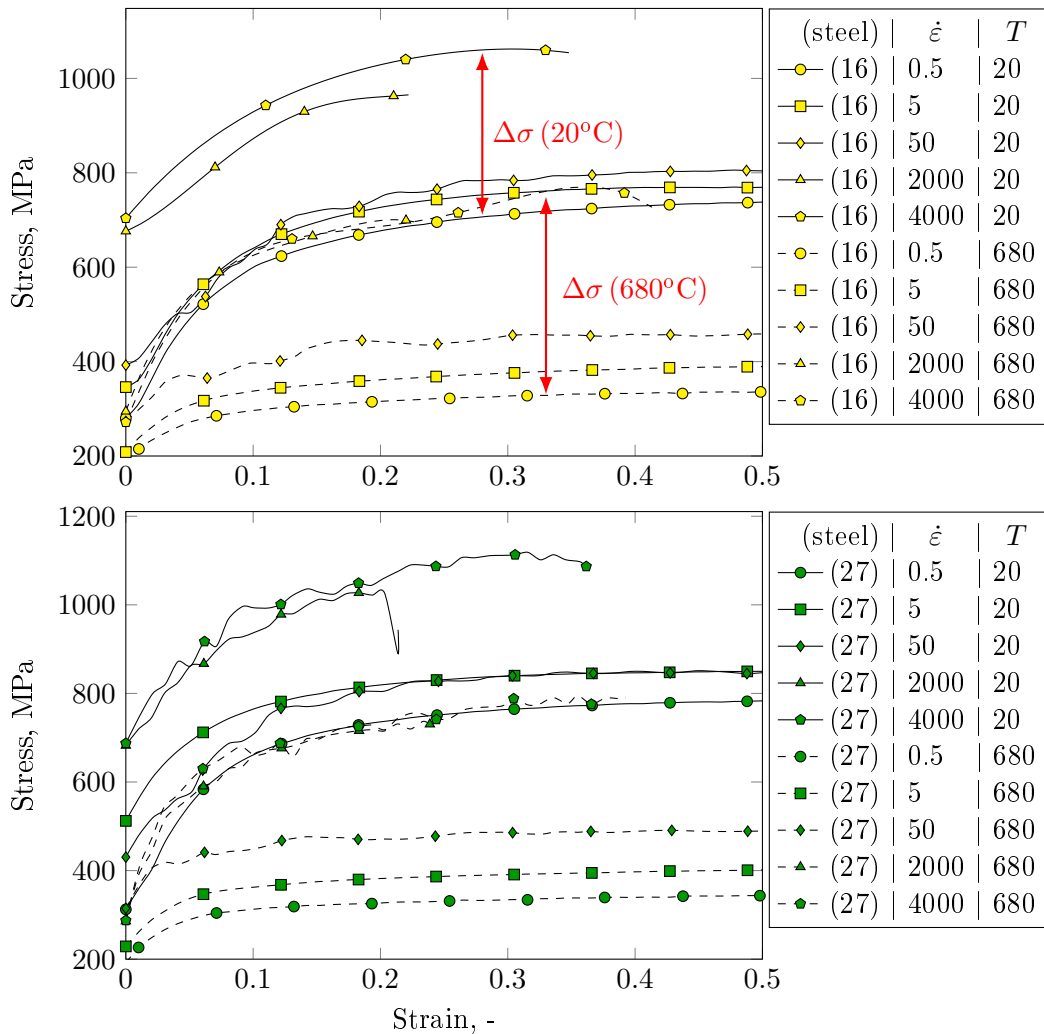 1000
800
600
400
200
Stress, MPa
0
0.1
0.2
0.3
0.4
0.5
Δσ (20°C)
Δσ (680°C)
(steel) | ε̇ | T
(16) | 0.5 | 20
(16) | 5 | 20
(16) | 50 | 20
(16) | 2000 | 20
(16) | 4000 | 20
(16) | 0.5 | 680
(16) | 5 | 680
(16) | 50 | 680
(16) | 2000 | 680
(16) | 4000 | 680
1200
1000
800
600
400
200
Stress, MPa
0
0.1
0.2
0.3
0.4
0.5
Strain, -
(steel) | ε̇ | T
(27) | 0.5 | 20
(27) | 5 | 20
(27) | 50 | 20
(27) | 2000 | 20
(27) | 4000 | 20
(27) | 0.5 | 680
(27) | 5 | 680
(27) | 50 | 680
(27) | 2000 | 680
(27) | 4000 | 680